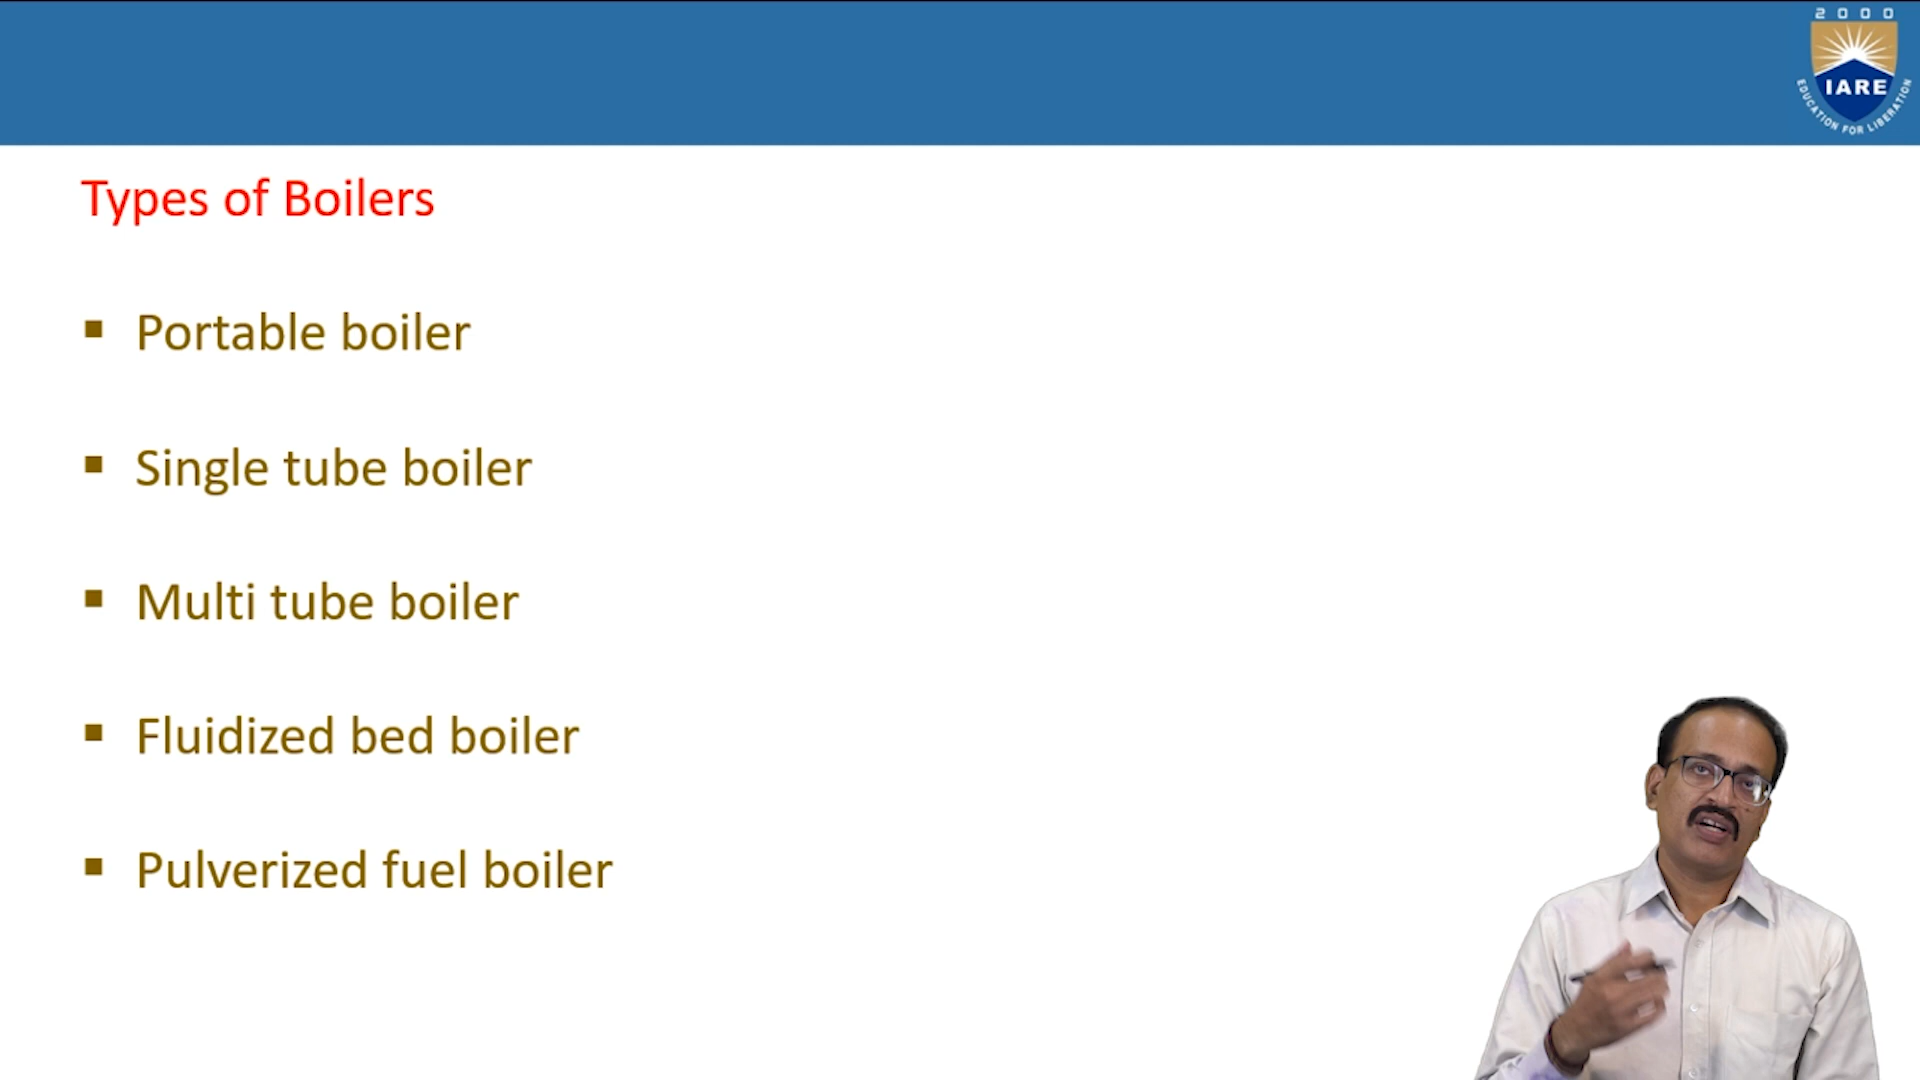 2000
IARE
EDUCATION FOR LIBERATION
Types of Boilers
▪ Portable boiler
▪ Single tube boiler
▪ Multi tube boiler
▪ Fluidized bed boiler
▪ Pulverized fuel boiler